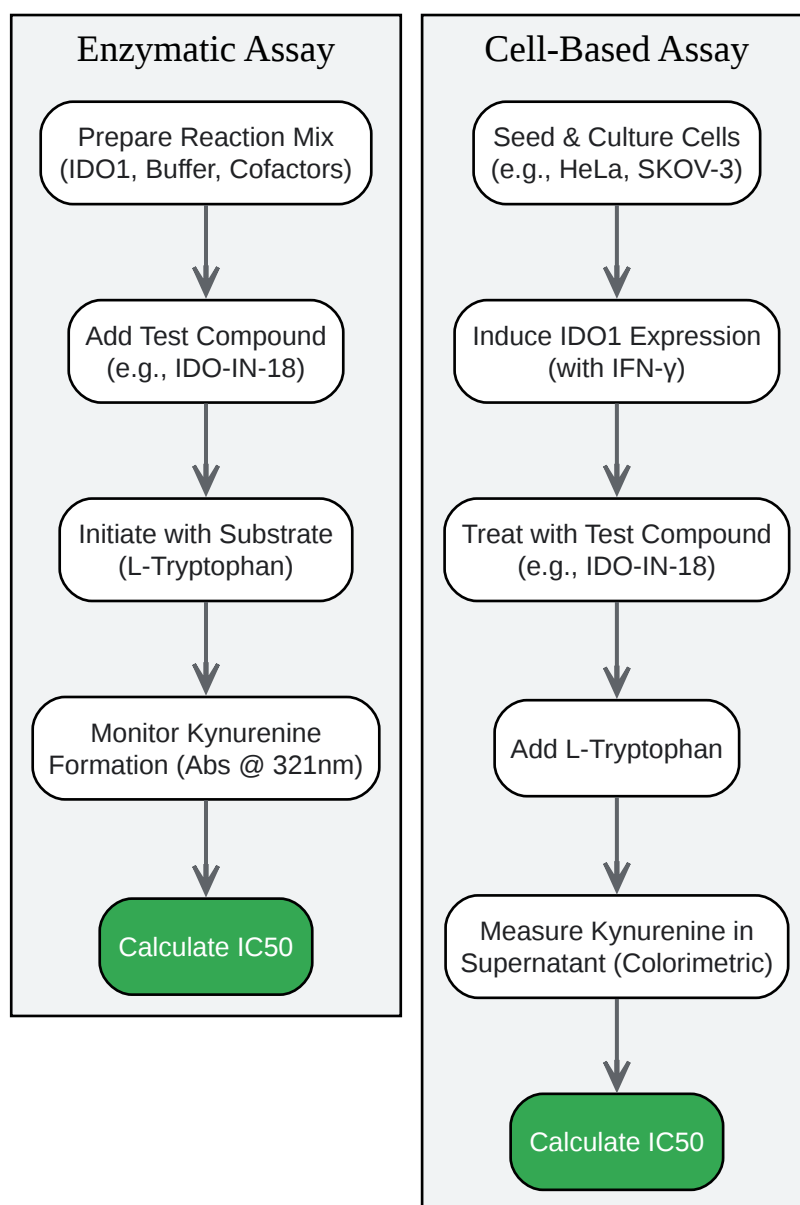 Enzymatic Assay
Prepare Reaction Mix
(IDO1, Buffer, Cofactors)
Add Test Compound
(e.g., IDO-IN-18)
Initiate with Substrate
(L-Tryptophan)
Monitor Kynurenine
Formation (Abs @ 321nm)
Calculate IC50
Cell-Based Assay
Seed & Culture Cells
(e.g., HeLa, SKOV-3)
Induce IDO1 Expression
(with IFN-γ)
Treat with Test Compound
(e.g., IDO-IN-18)
Add L-Tryptophan
Measure Kynurenine in
Supernatant (Colorimetric)
Calculate IC50